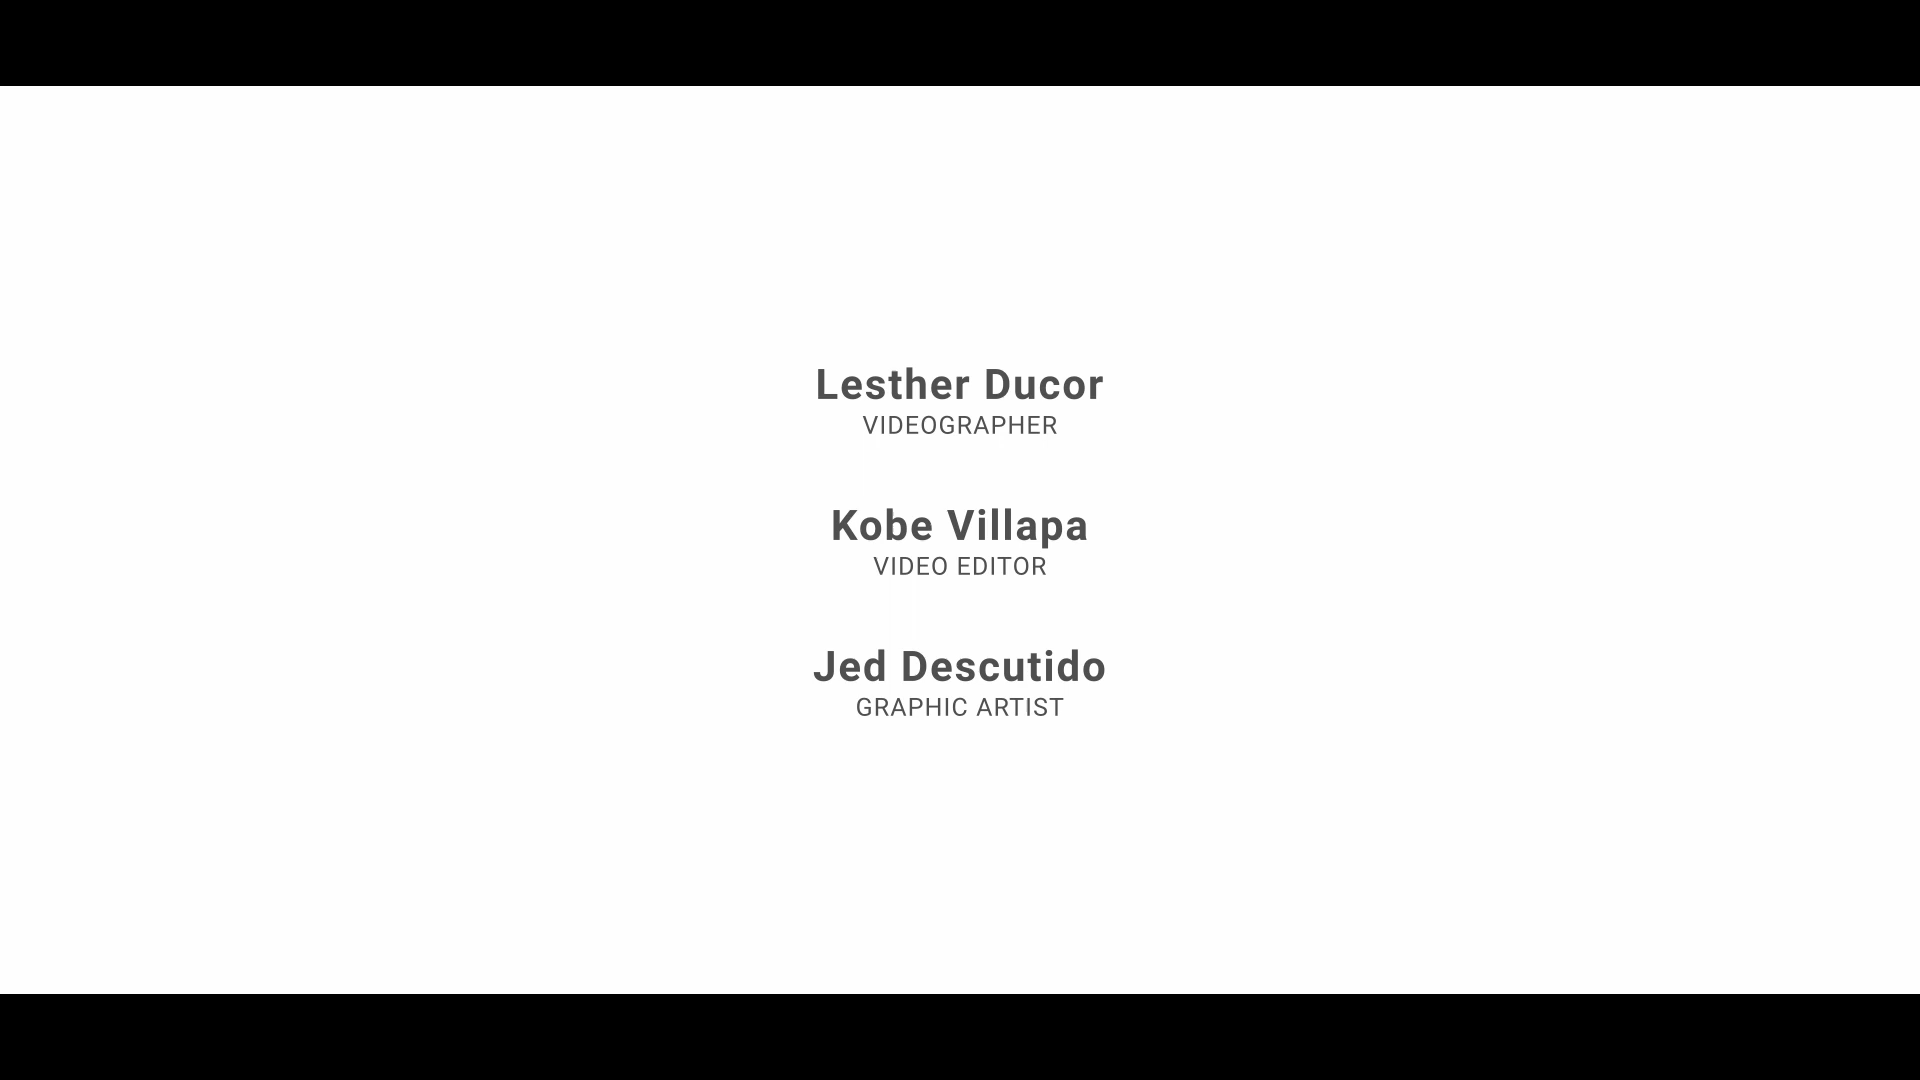 Lesther Ducor
VIDEOGRAPHER
Kobe Villapa
VIDEO EDITOR
Jed Descutido
GRAPHIC ARTIST